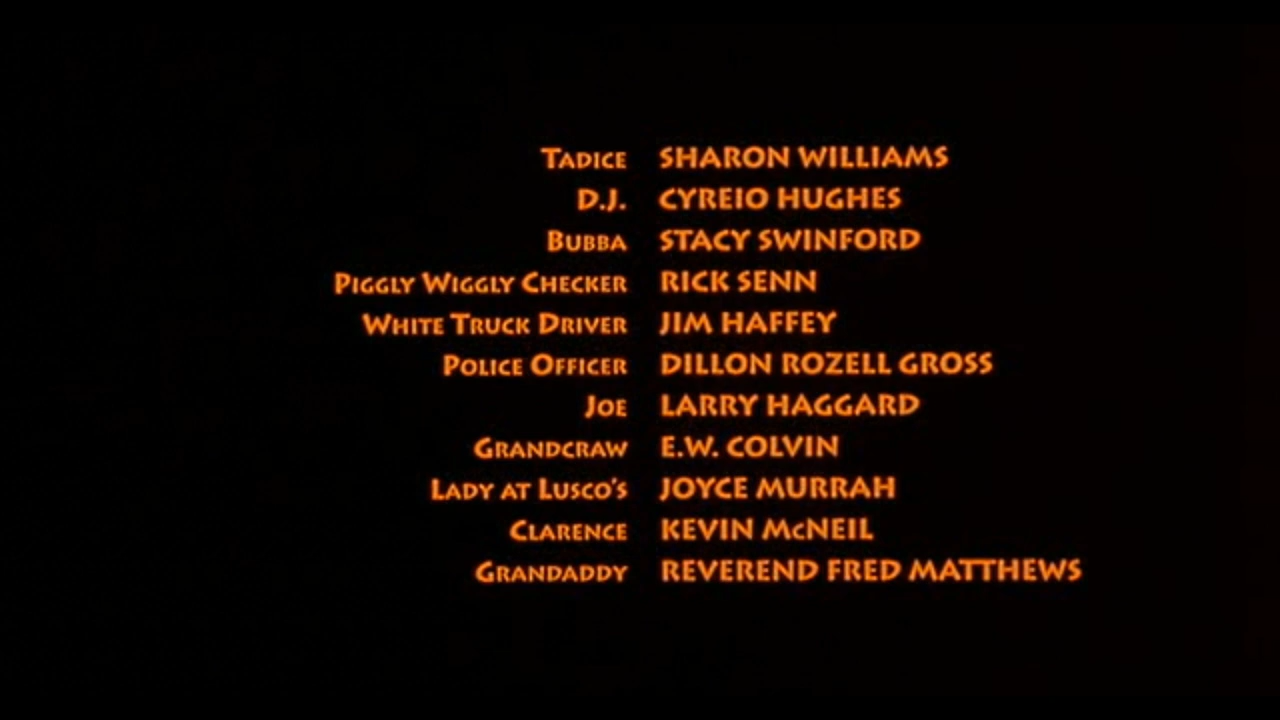 Tadice SHARON WILLIAMS
D.J. CYREIO HUGHES
Bubba STACY SWINFORD
Piggly Wiggly Checker RICK SENN
White Truck Driver JIM HAFFEY
Police Officer DILLON ROZELL GROSS
Joe LARRY HAGGARD
Grandcraw E.W. COLVIN
Lady at Lusco's JOYCE MURRAH
Clarence KEVIN McNEIL
Grandaddy REVEREND FRED MATTHEWS